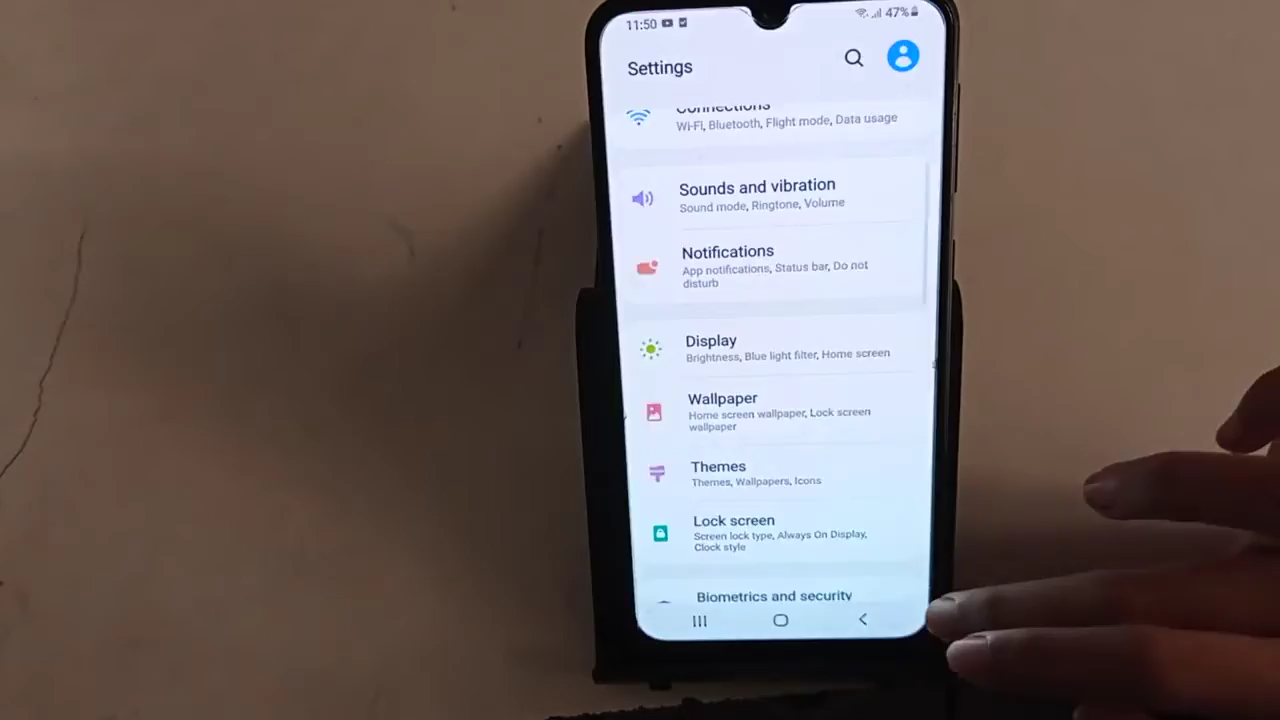 11:50
47%
Settings
Connections
Wi-Fi, Bluetooth, Flight mode, Data usage
Sounds and vibration
Sound mode, Ringtone, Volume
Notifications
App notifications, Status bar, Do not
disturb
Display
Brightness, Blue light filter, Home screen
Wallpaper
Home screen wallpaper, Lock screen
wallpaper
Themes
Themes, Wallpapers, Icons
Lock screen
Screen lock type, Always On Display,
Clock style
Biometrics and security